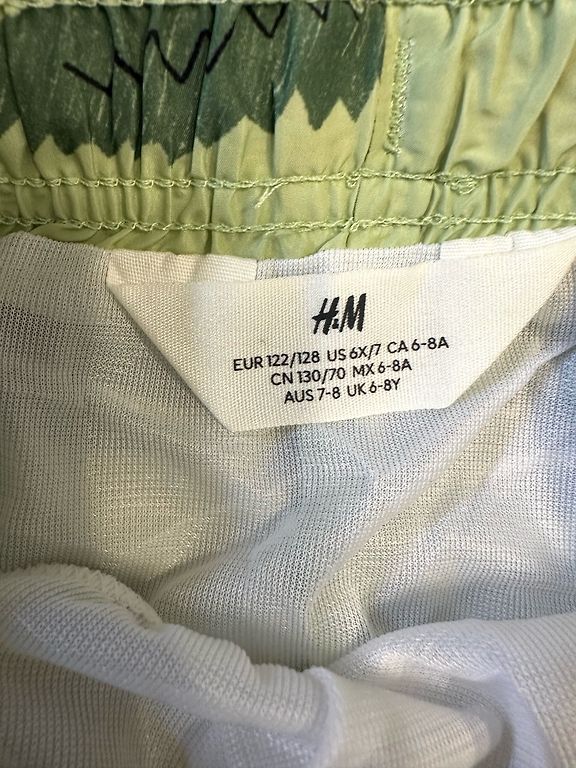 H&M
EUR 122/128 US 6X/7 CA 6-8A
CN 130/70 MX 6-8A
AUS 7-8 UK 6-8Y